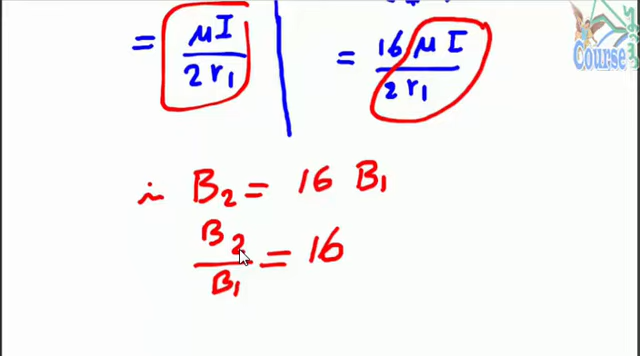 = μI / 2r₁
= 16 μI / 2r₁
∴ B₂ = 16 B₁
B₂ / B₁ = 16
Course